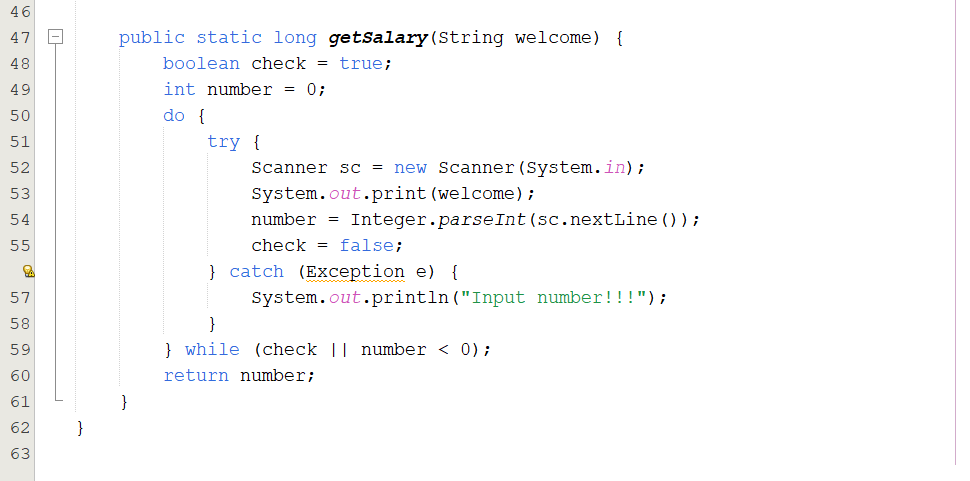 46
47 public static long getSalary(String welcome) {
48 boolean check = true;
49 int number = 0;
50 do {
51 try {
52 Scanner sc = new Scanner(System.in);
53 System.out.print(welcome);
54 number = Integer.parseInt(sc.nextLine());
55 check = false;
} catch (Exception e) {
57 System.out.println("Input number!!!");
58 }
59 } while (check || number < 0);
60 return number;
61 }
62 }
63